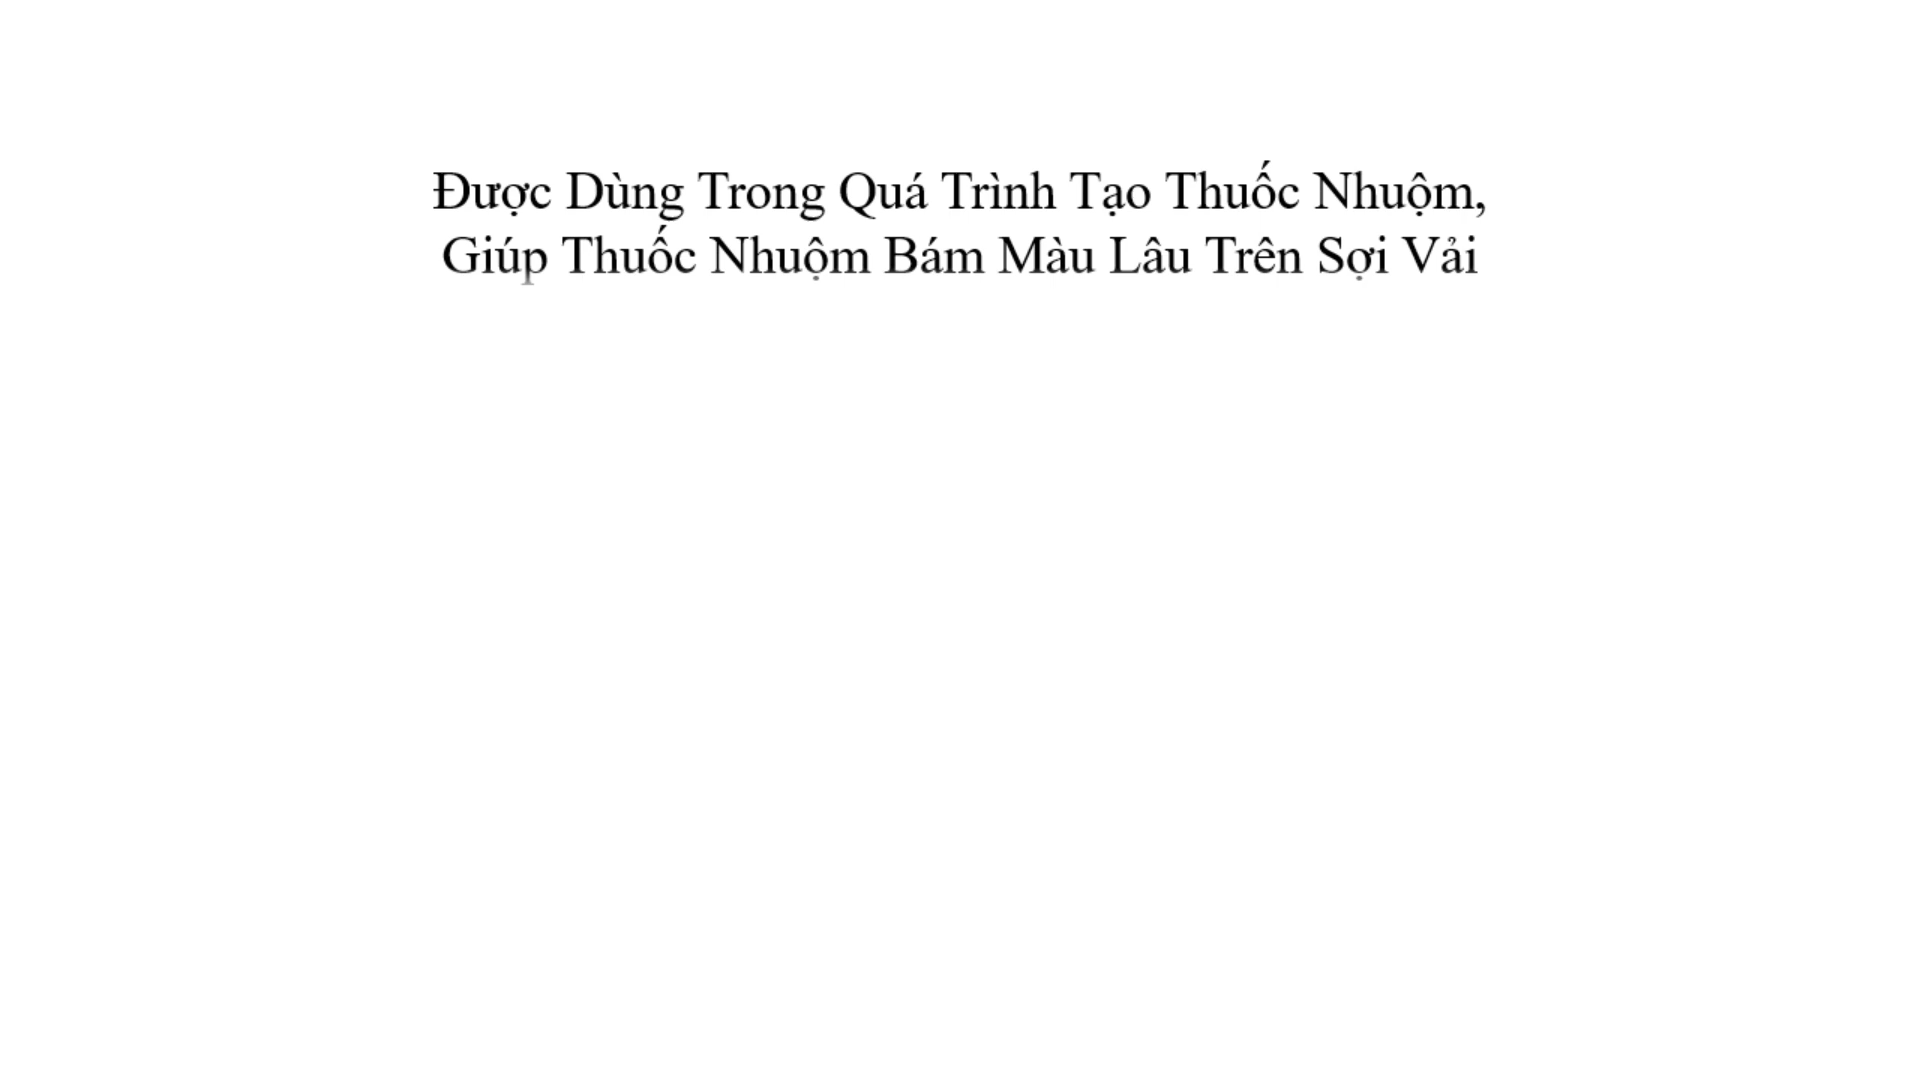 Được Dùng Trong Quá Trình Tạo Thuốc Nhuộm,
Giúp Thuốc Nhuộm Bám Màu Lâu Trên Sợi Vải